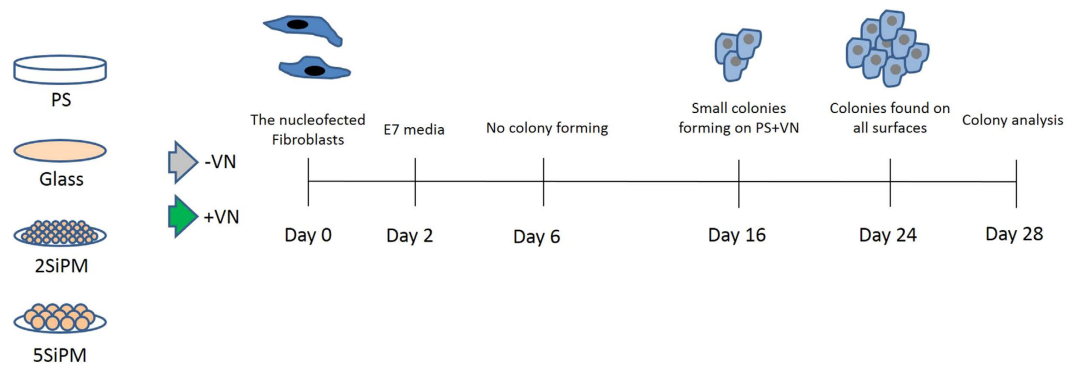 PS
Glass
2SiPM
5SiPM
-VN
+VN
The nucleofected
Fibroblasts
E7 media
No colony forming
Small colonies
forming on PS+VN
Colonies found on
all surfaces
Colony analysis
Day 0
Day 2
Day 6
Day 16
Day 24
Day 28